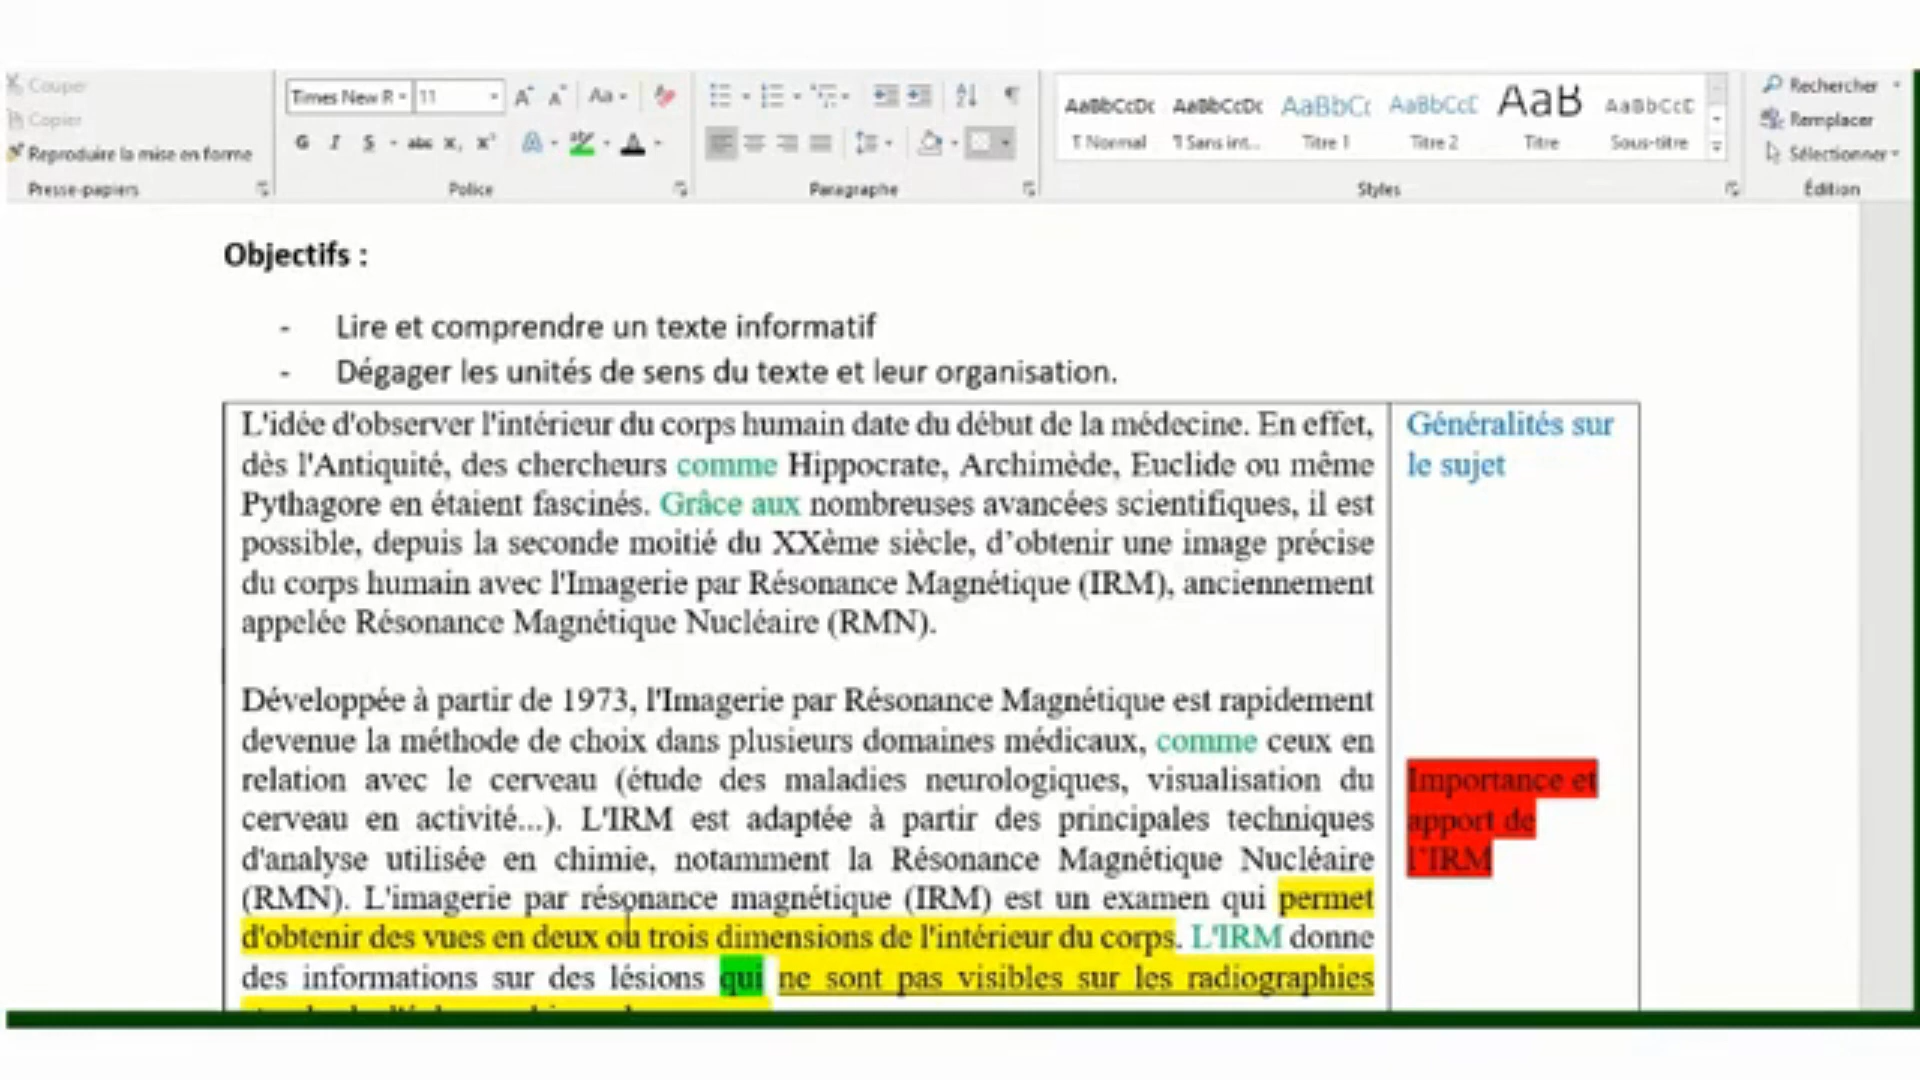 Couper
Copier
Reproduire la mise en forme
Presse-papiers
Times New R
11
Aa
G I S abc x, x²
Police
Paragraphe
AaBbCcDc AaBbCcDc AaBbCc AaBbCcC AaB AaBbCcC
¶ Normal ¶ Sans int... Titre 1 Titre 2 Titre Sous-titre
Styles
Rechercher
Remplacer
Sélectionner
Édition
Objectifs :
- Lire et comprendre un texte informatif
- Dégager les unités de sens du texte et leur organisation.
L'idée d'observer l'intérieur du corps humain date du début de la médecine. En effet,
dès l'Antiquité, des chercheurs comme Hippocrate, Archimède, Euclide ou même
Pythagore en étaient fascinés. Grâce aux nombreuses avancées scientifiques, il est
possible, depuis la seconde moitié du XXème siècle, d’obtenir une image précise
du corps humain avec l'Imagerie par Résonance Magnétique (IRM), anciennement
appelée Résonance Magnétique Nucléaire (RMN).
Développée à partir de 1973, l'Imagerie par Résonance Magnétique est rapidement
devenue la méthode de choix dans plusieurs domaines médicaux, comme ceux en
relation avec le cerveau (étude des maladies neurologiques, visualisation du
cerveau en activité...). L'IRM est adaptée à partir des principales techniques
d'analyse utilisée en chimie, notamment la Résonance Magnétique Nucléaire
(RMN). L'imagerie par résonance magnétique (IRM) est un examen qui permet
d'obtenir des vues en deux ou trois dimensions de l'intérieur du corps. L'IRM donne
des informations sur des lésions qui ne sont pas visibles sur les radiographies
Généralités sur
le sujet
Importance et
apport de
l’IRM